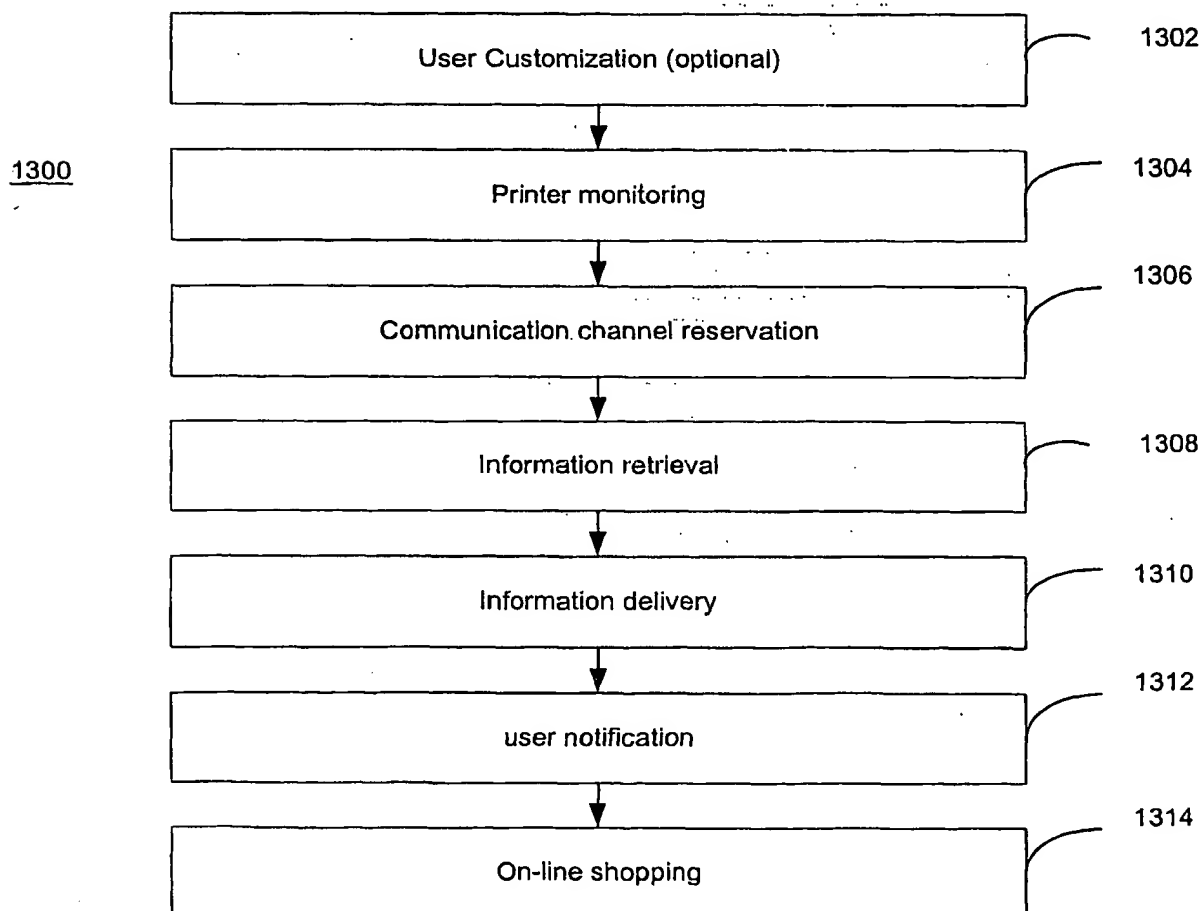 1302
User Customization (optional)
1300
1304
Printer monitoring
1306
Communication channel reservation
1308
Information retrieval
1310
Information delivery
1312
user notification
1314
On-line shopping